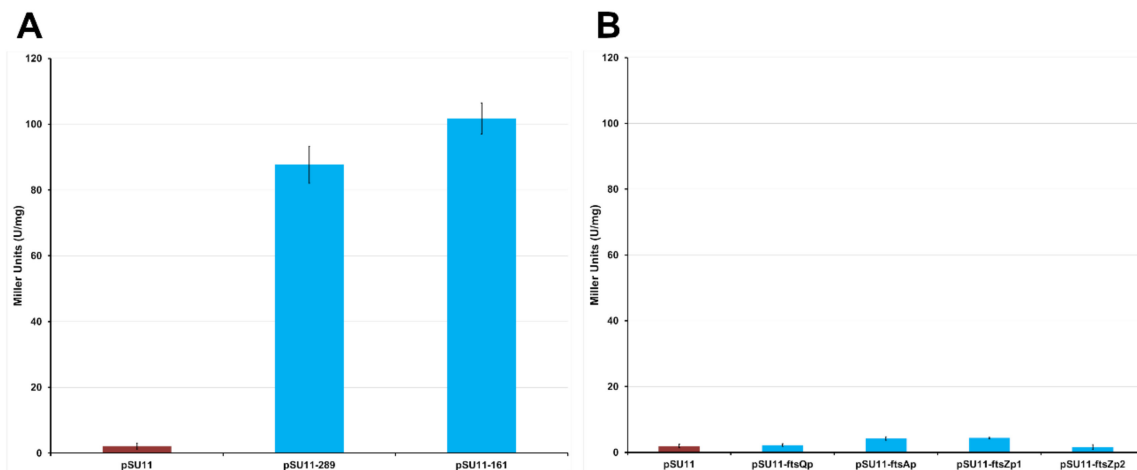 A
120
100
80
60
40
20
0
Miller Units (U/mg)
pSU11
pSU11-289
pSU11-161
B
120
100
80
60
40
20
0
Miller Units (U/mg)
pSU11
pSU11-ftsQp
pSU11-ftsAp
pSU11-ftsZp1
pSU11-ftsZp2